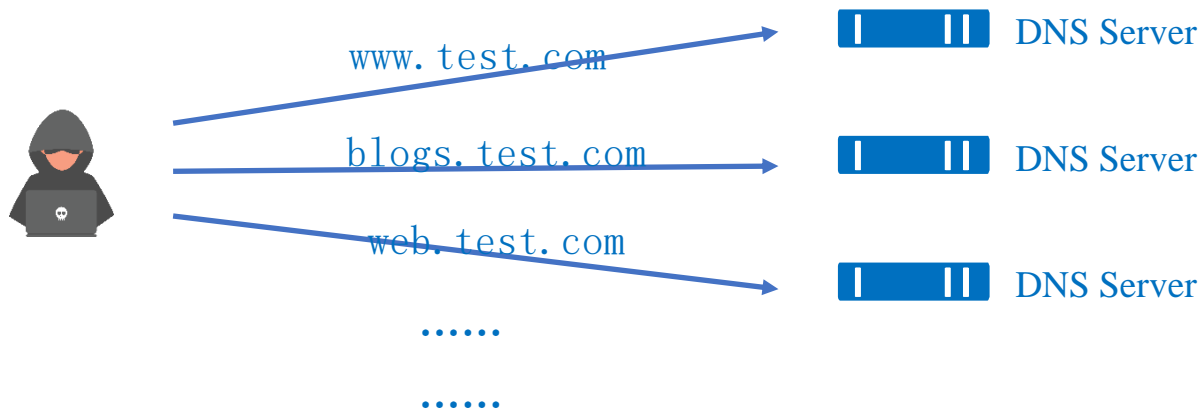 www.test.com DNS Server
blogs.test.com DNS Server
web.test.com DNS Server
......
......